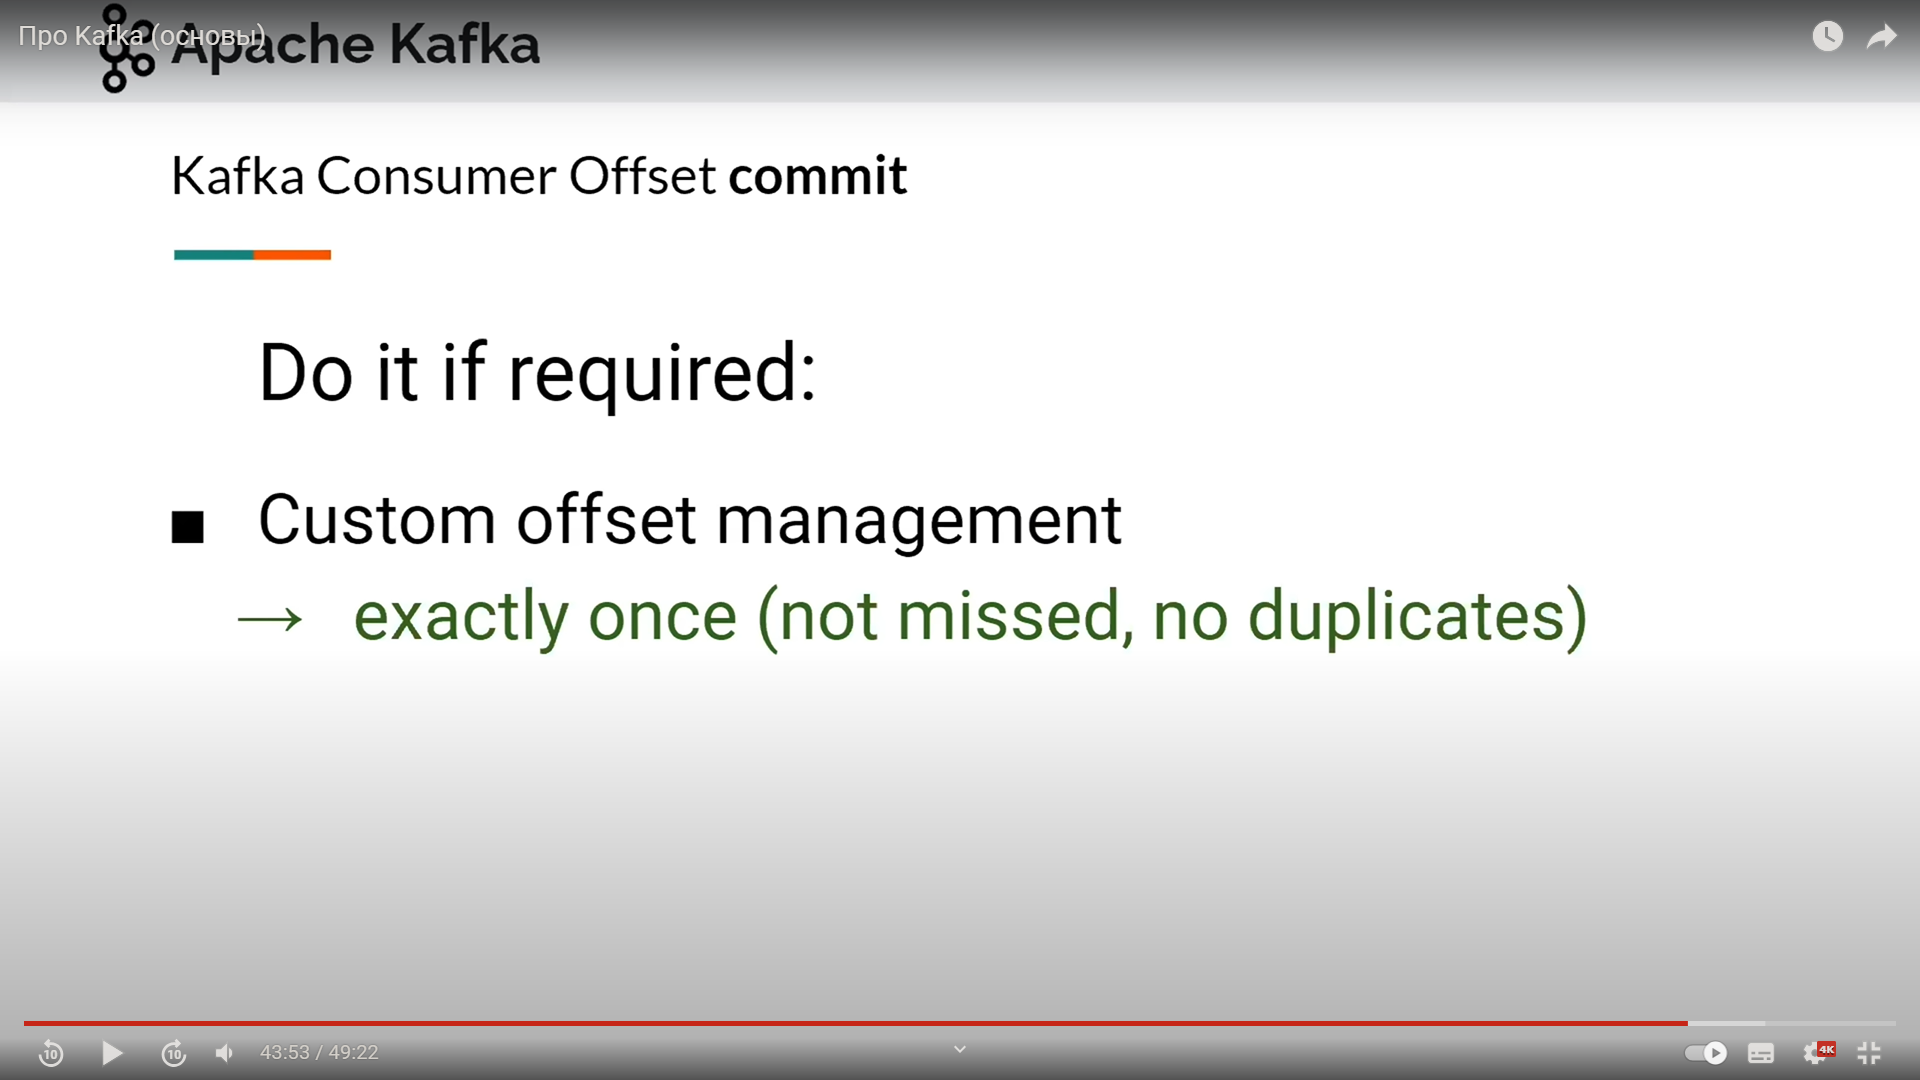 Про Kafka (основы)
Apache Kafka
Kafka Consumer Offset commit
Do it if required:
■ Custom offset management
→ exactly once (not missed, no duplicates)
10
10
43:53 / 49:22
4K